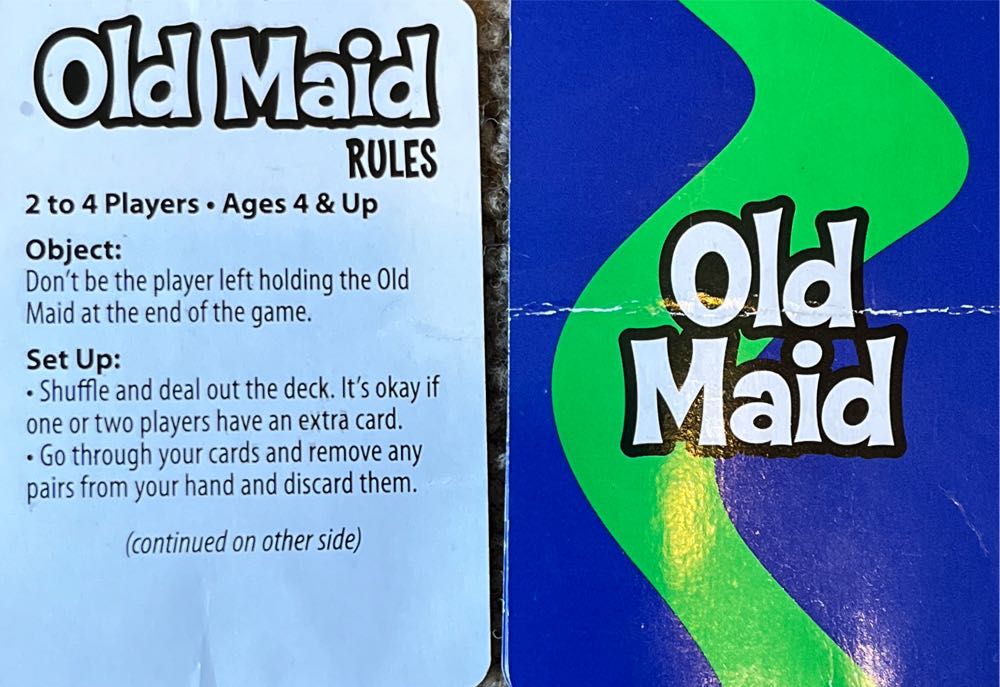 Old Maid
RULES
2 to 4 Players • Ages 4 & Up
Object:
Don't be the player left holding the Old
Maid at the end of the game.
Set Up:
• Shuffle and deal out the deck. It's okay if
one or two players have an extra card.
• Go through your cards and remove any
pairs from your hand and discard them.
(continued on other side)
Old
Maid